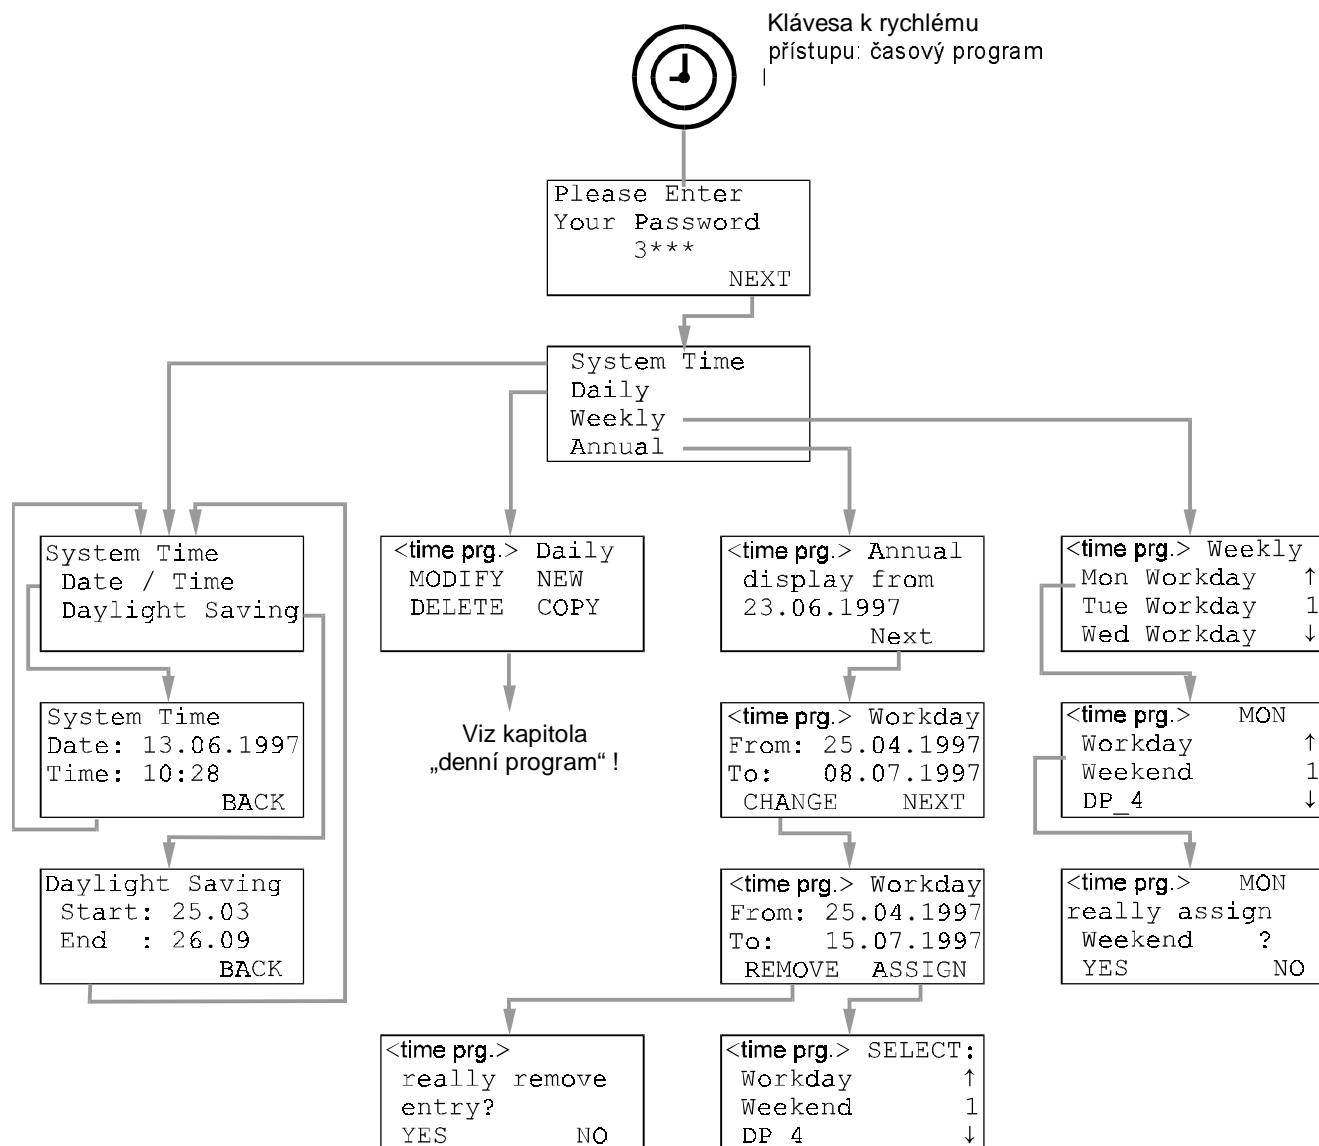 Klávesa k rychlému
přístupu: časový program
Please Enter
Your Password
3***
NEXT
System Time
Daily
Weekly
Annual
System Time
Date / Time
Daylight Saving
<time prg.> Daily
MODIFY NEW
DELETE COPY
<time prg.> Annual
display from
23.06.1997
Next
<time prg.> Weekly
Mon Workday ↑
Tue Workday 1
Wed Workday ↓
System Time
Date: 13.06.1997
Time: 10:28
BACK
Viz kapitola
„denní program“ !
<time prg.> Workday
From: 25.04.1997
To: 08.07.1997
CHANGE NEXT
<time prg.> MON
Workday ↑
Weekend 1
DP_4 ↓
Daylight Saving
Start: 25.03
End : 26.09
BACK
<time prg.> Workday
From: 25.04.1997
To: 15.07.1997
REMOVE ASSIGN
<time prg.> MON
really assign
Weekend ?
YES NO
<time prg.>
really remove
entry?
YES NO
<time prg.> SELECT:
Workday ↑
Weekend 1
DP 4 ↓